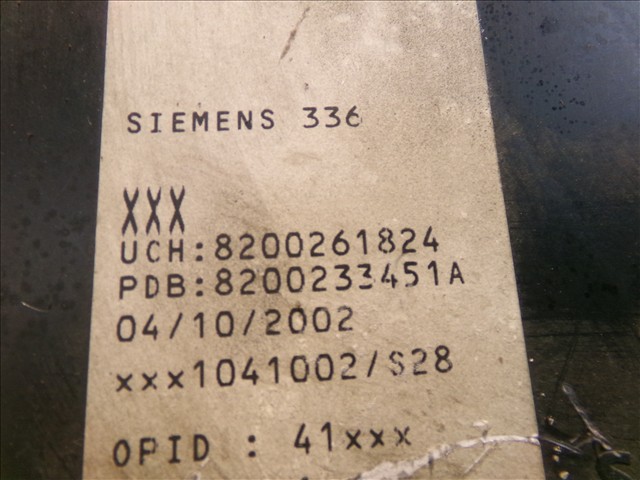 SIEMENS 336
XXX
UCH:8200261824
PDB:8200233451A
04/10/2002
xxx1041002/S28
OPID : 41xxx